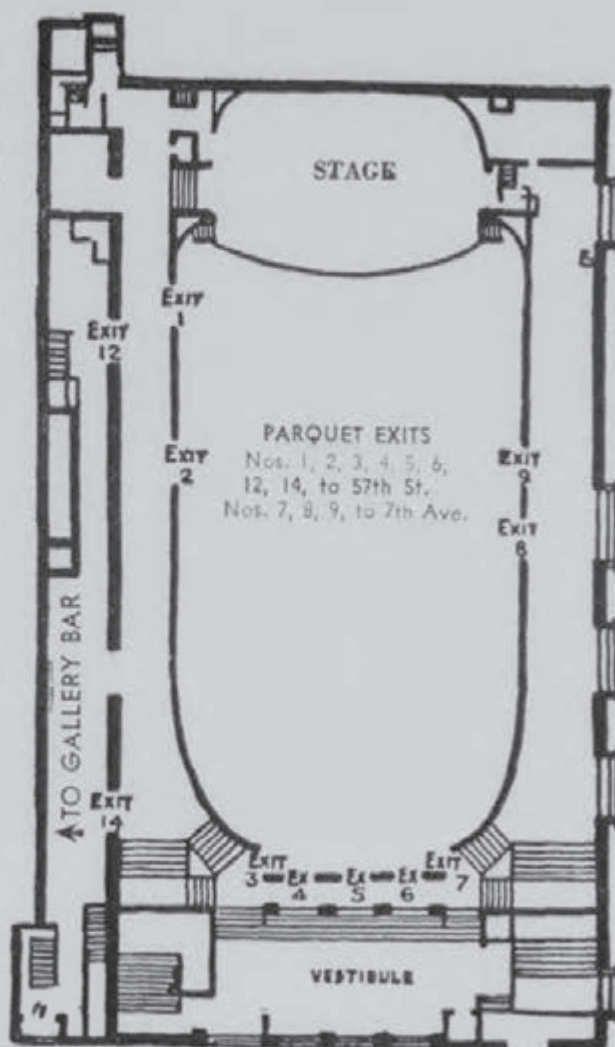 STAGE
EXIT
1
EXIT
12
PARQUET EXITS
Nos. 1, 2, 3, 4, 5, 6,
12, 14, to 57th St.
Nos. 7, 8, 9, to 7th Ave.
EXIT
2
EXIT
9
EXIT
8
TO GALLERY BAR
EXIT
14
EXIT
3
EX
4
EX
5
EX
6
EXIT
7
VESTIBULE